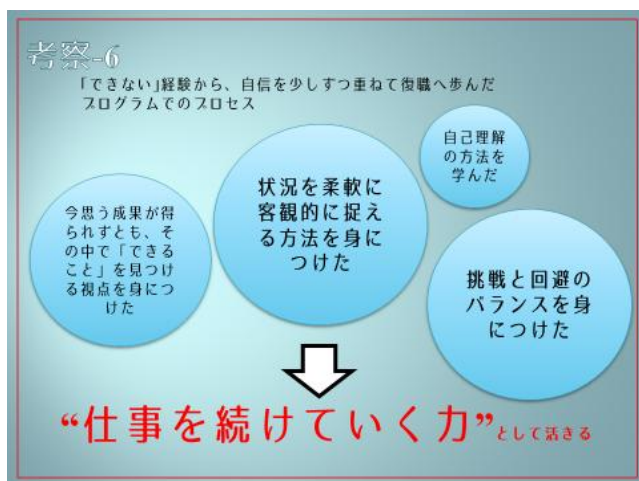 考察-6
「できない」経験から、自信を少しずつ重ねて復職へ歩んだ
プログラムでのプロセス
今思う成果が得
られずとも、そ
の中で「できる
こと」を見つけ
る視点を身につ
けた
状況を柔軟に
客観的に捉え
る方法を身に
つけた
自己理解
の方法を
学んだ
挑戦と回避の
バランスを身
につけた
“仕事を続けていく力”として活きる